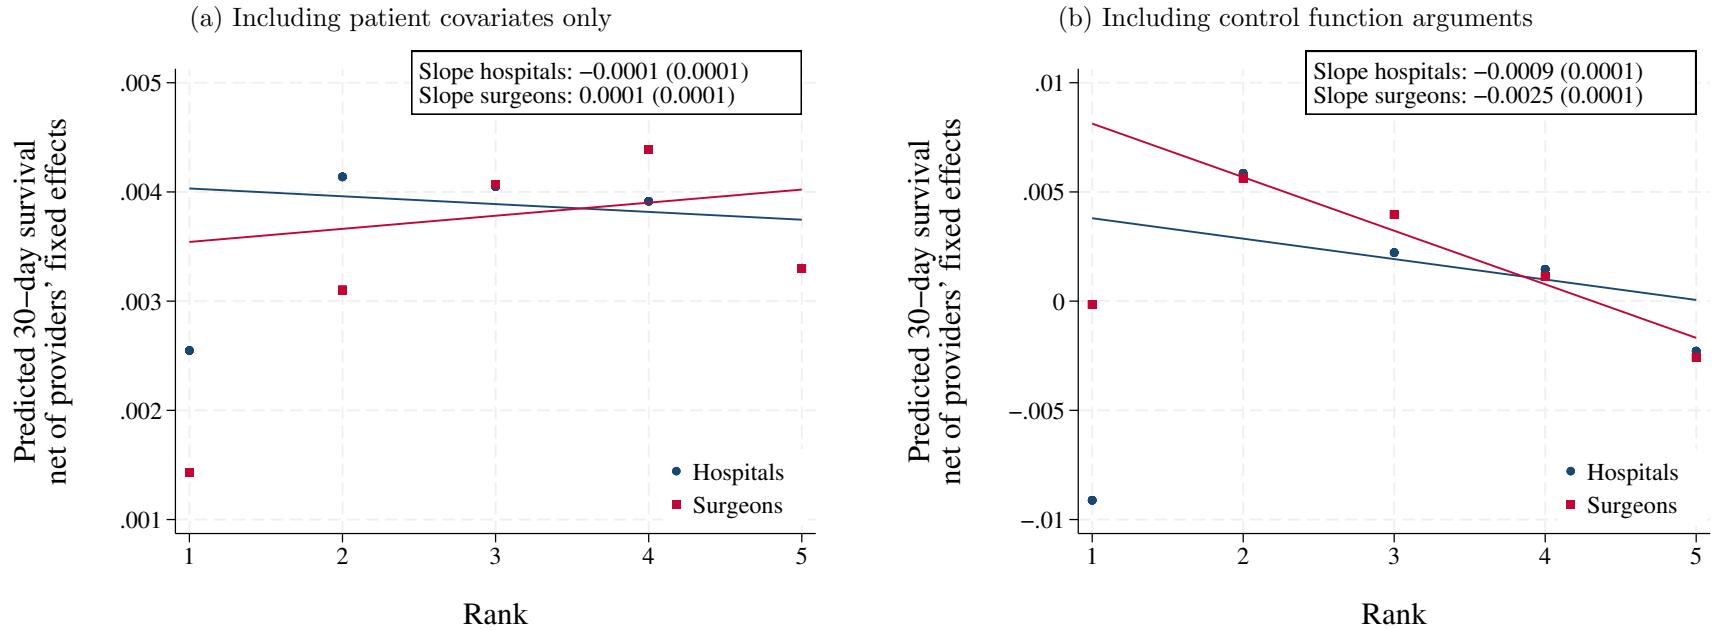 (a) Including patient covariates only
Slope hospitals: −0.0001 (0.0001)
Slope surgeons: 0.0001 (0.0001)
Predicted 30−day survival
net of providers’ fixed effects
.005
.004
.003
.002
.001
Hospitals
Surgeons
1 2 3 4 5
Rank
(b) Including control function arguments
Slope hospitals: −0.0009 (0.0001)
Slope surgeons: −0.0025 (0.0001)
Predicted 30−day survival
net of providers’ fixed effects
.01
.005
0
−.005
−.01
Hospitals
Surgeons
1 2 3 4 5
Rank